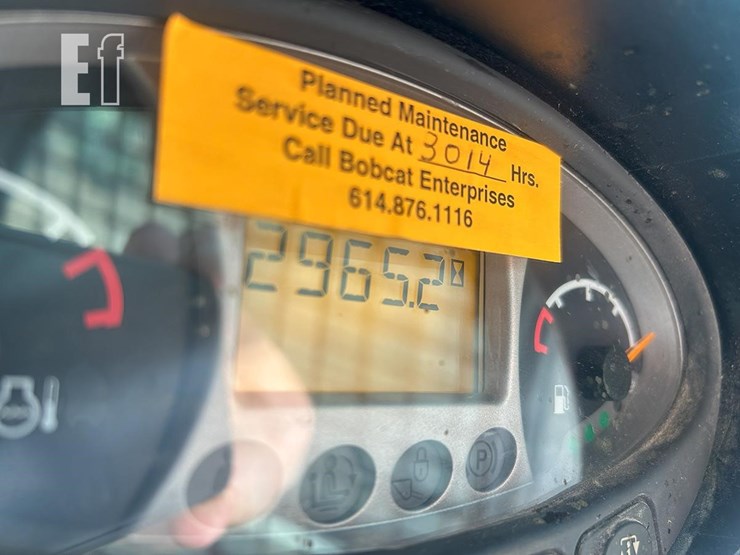 Ef
Planned Maintenance
Service Due At 3014 Hrs.
Call Bobcat Enterprises
614.876.1116
2965.2
P